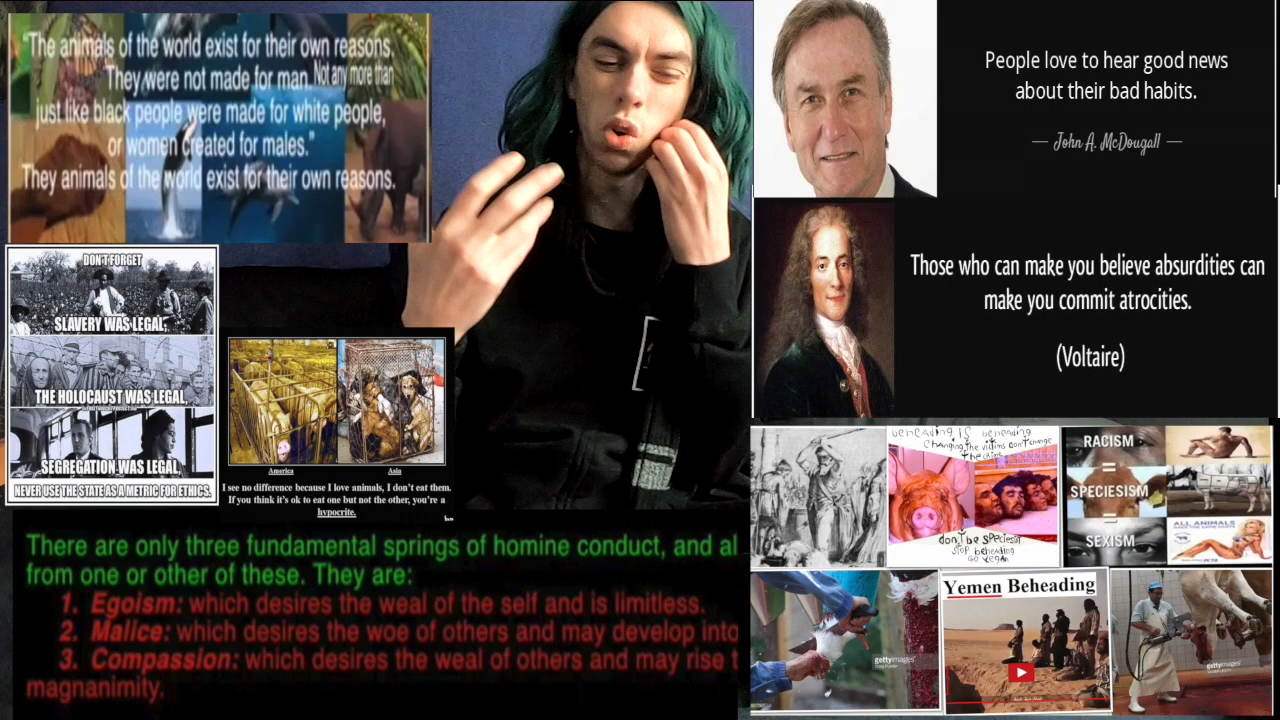 "The animals of the world exist for their own reasons.
They were not made for man. Not any more than
just like black people were made for white people,
or women created for males."
They animals of the world exist for their own reasons.
People love to hear good news
about their bad habits.
— John A. McDougall —
Those who can make you believe absurdities can
make you commit atrocities.
(Voltaire)
DON'T FORGET
SLAVERY WAS LEGAL,
THE HOLOCAUST WAS LEGAL,
SEGREGATION WAS LEGAL,
NEVER USE THE STATE AS A METRIC FOR ETHICS.
America
Asia
I see no difference because I love animals, I don't eat them.
If you think it's ok to eat one but not the other, you're a
hypocrite.
There are only three fundamental springs of homine conduct, and al
from one or other of these. They are:
1. Egoism: which desires the weal of the self and is limitless.
2. Malice: which desires the woe of others and may develop into
3. Compassion: which desires the weal of others and may rise t
magnanimity.
beheading is beheading
Changing the victims don't change
the crime
don't be speciesist
STOP beheading
GO vegan
RACISM
=
SPECIESISM
=
SEXISM
ALL ANIMALS
HAVE THE SAME PARTS
gettyimages
Yemen Beheading
gettyimages